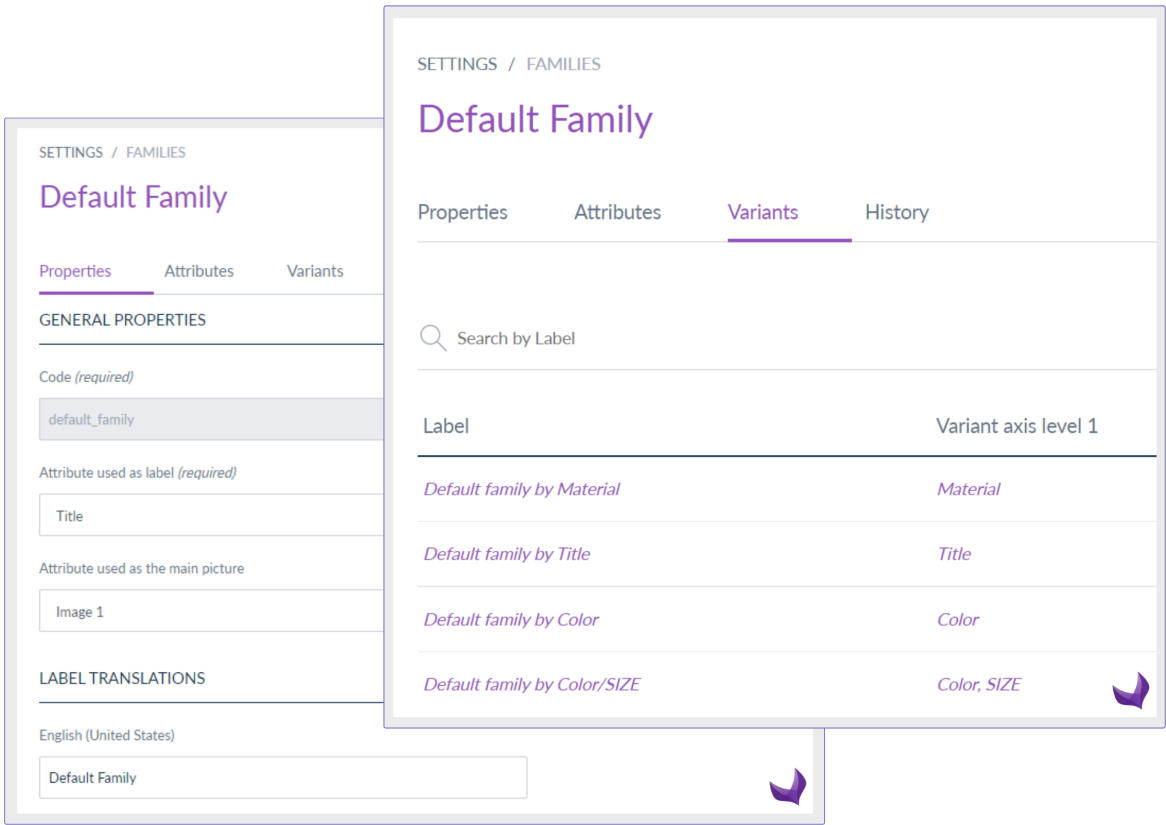 SETTINGS / FAMILIES
Default Family
Properties Attributes Variants
GENERAL PROPERTIES
Code (required)
default_family
Attribute used as label (required)
Title
Attribute used as the main picture
Image 1
LABEL TRANSLATIONS
English (United States)
Default Family
SETTINGS / FAMILIES
Default Family
Properties Attributes Variants History
Search by Label
Label Variant axis level 1
Default family by Material Material
Default family by Title Title
Default family by Color Color
Default family by Color/SIZE Color, SIZE